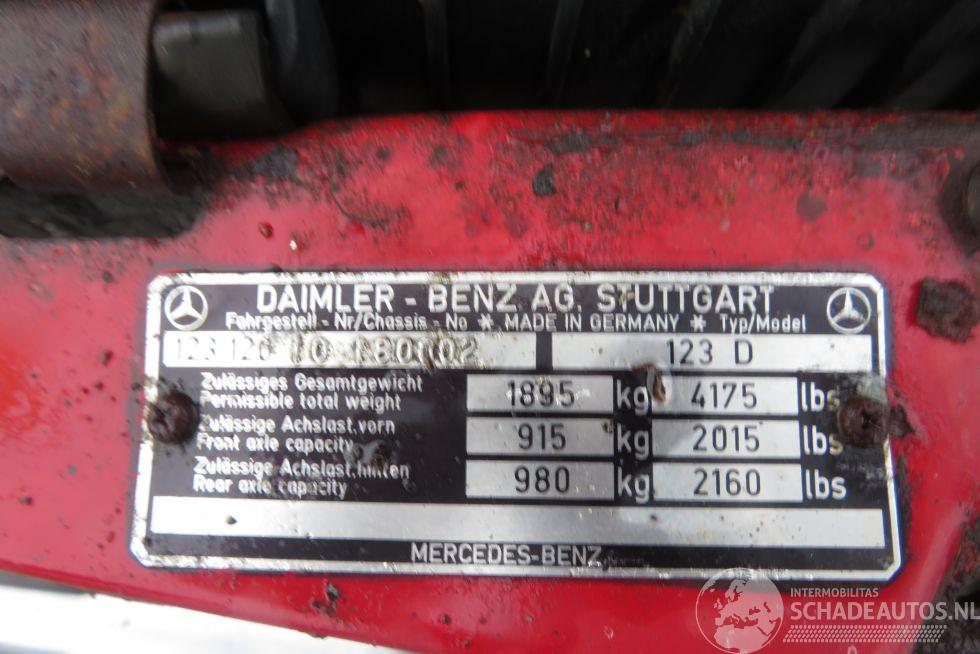 DAIMLER - BENZ AG. STUTTGART
Fahrgestell - Nr/Chassis - No * MADE IN GERMANY * Typ/Model
123 D
Zulässiges Gesamtgewicht
Permissible total weight
1895 kg 4175 lbs
Zulässige Achslast,vorn
Front axle capacity
915 kg 2015 lbs
Zulässige Achslast,hinten
Rear axle capacity
980 kg 2160 lbs
MERCEDES-BENZ
INTERMOBILITAS
SCHADEAUTOS.NL